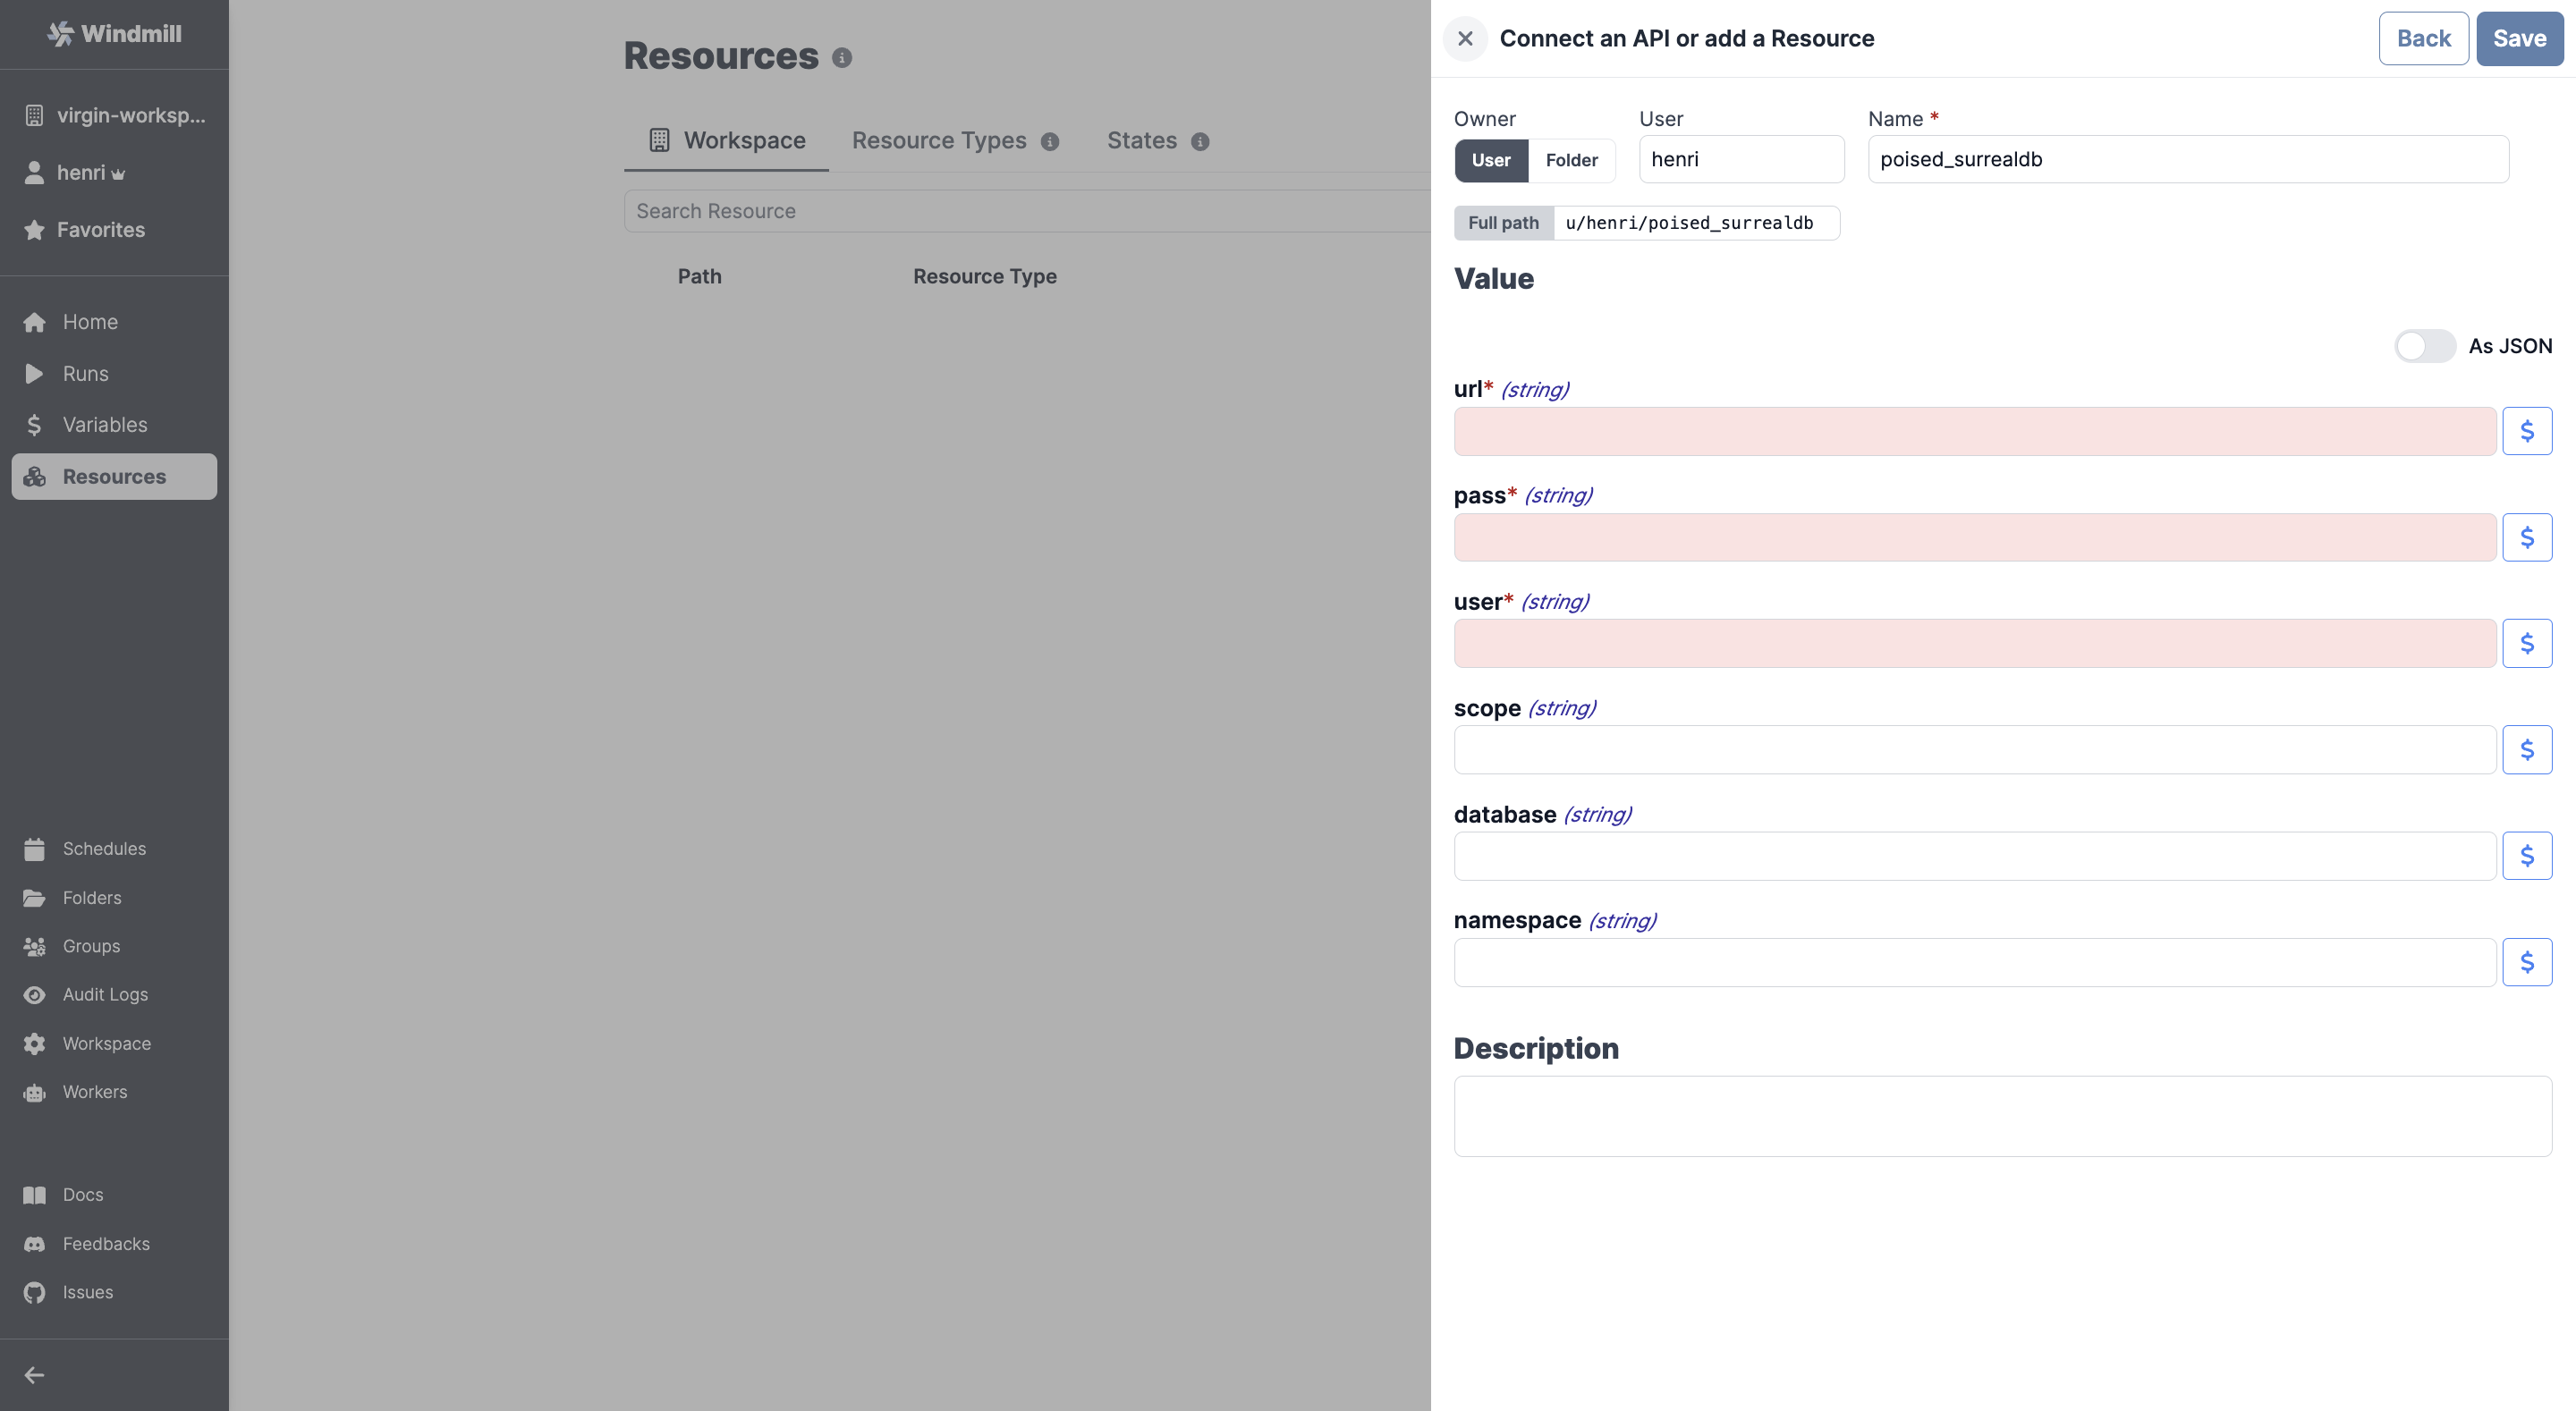 Windmill
virgin-worksp...
henri
Favorites
Home
Runs
Variables
Resources
Schedules
Folders
Groups
Audit Logs
Workspace
Workers
Docs
Feedbacks
Issues
Resources
Workspace
Resource Types
States
Search Resource
Path Resource Type
Connect an API or add a Resource
Back
Save
Owner User Name *
User Folder henri poised_surrealdb
Full path u/henri/poised_surrealdb
Value
As JSON
url* (string)
$
pass* (string)
$
user* (string)
$
scope (string)
$
database (string)
$
namespace (string)
$
Description